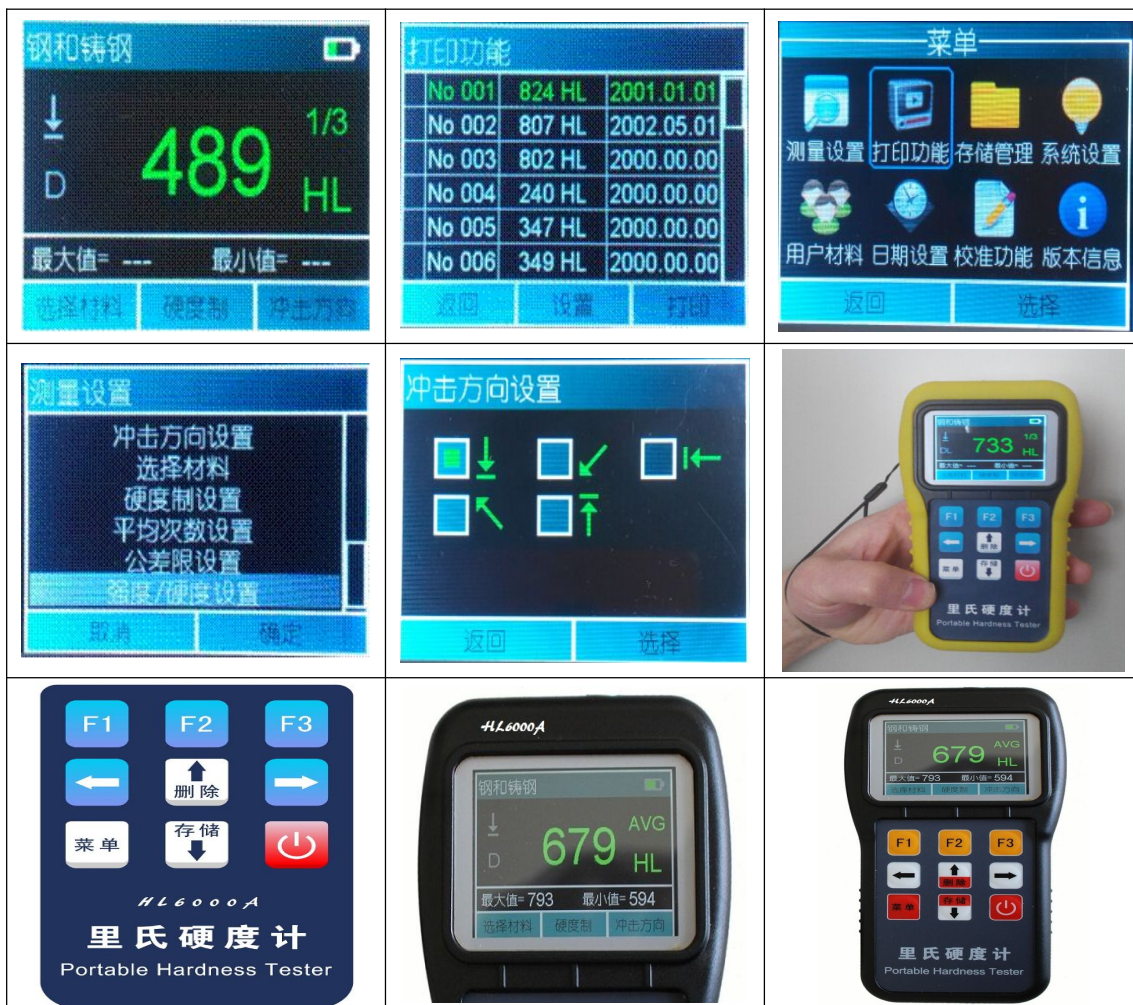 钢和铸钢
1/3
D
489
HL
最大值= ---  最小值= ---
选择材料 硬度制 冲击方向
打印功能
No 001 824 HL 2001.01.01
No 002 807 HL 2002.05.01
No 003 802 HL 2000.00.00
No 004 240 HL 2000.00.00
No 005 347 HL 2000.00.00
No 006 349 HL 2000.00.00
返回 设置 打印
菜单
测量设置 打印功能 存储管理 系统设置
用户材料 日期设置 校准功能 版本信息
返回 选择
测量设置
冲击方向设置
选择材料
硬度制设置
平均次数设置
公差限设置
强度/硬度设置
取消 确定
冲击方向设置
返回 选择
钢和铸钢
1/3
DL
733
HL
最大值= ---  最小值= ---
F1 F2 F3
删除
菜单 存储
里氏硬度计
Portable Hardness Tester
F1 F2 F3
删除
菜单 存储
HL6000A
里氏硬度计
Portable Hardness Tester
HL6000A
钢和铸钢
AVG
D
679
HL
最大值=793 最小值=594
选择材料 硬度制 冲击方向
HL6000A
钢和铸钢
AVG
D
679
HL
最大值=793 最小值=594
选择材料 硬度制 冲击方向
F1 F2 F3
删除
菜单 存储
里氏硬度计
Portable Hardness Tester